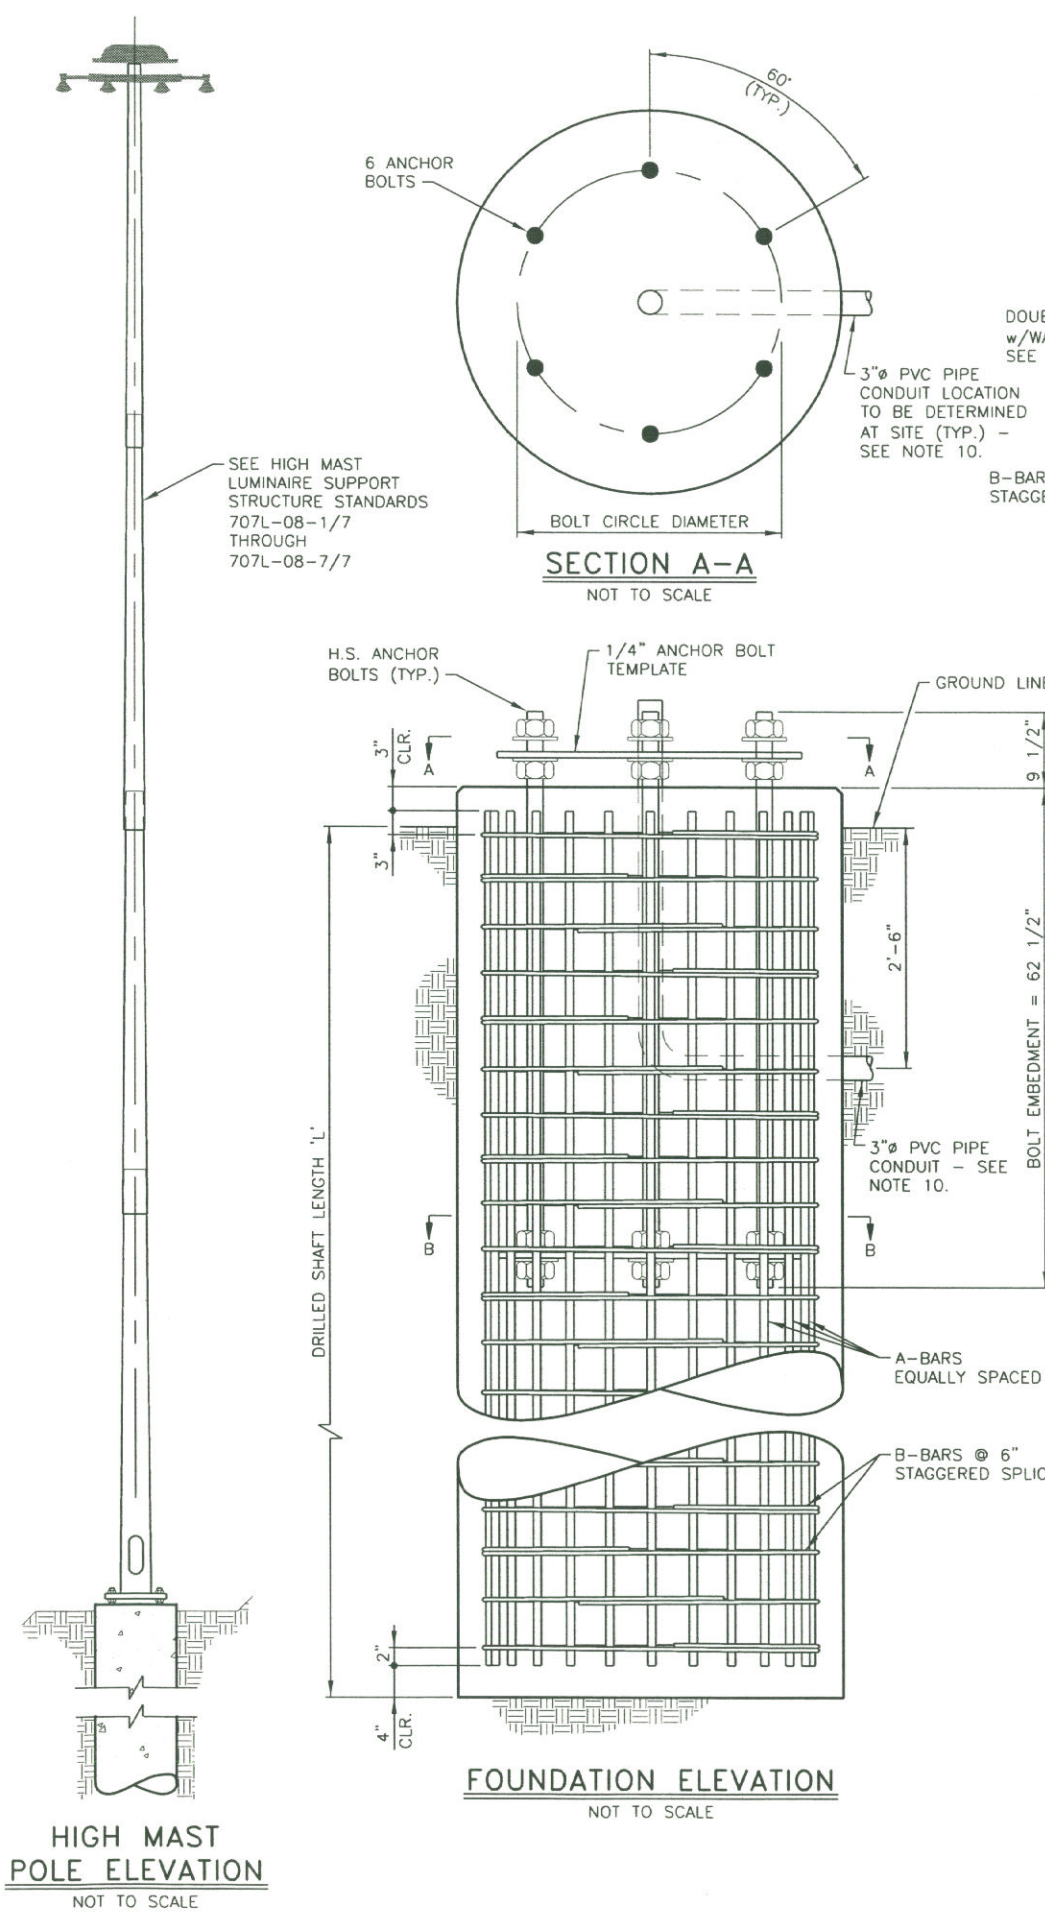 60°
(TYP.)
6 ANCHOR
BOLTS
3"ø PVC PIPE
CONDUIT LOCATION
TO BE DETERMINED
AT SITE (TYP.) –
SEE NOTE 10.
SEE
BOLT CIRCLE DIAMETER
SECTION A-A
NOT TO SCALE
SEE HIGH MAST
LUMINAIRE SUPPORT
STRUCTURE STANDARDS
707L-08-1/7
THROUGH
707L-08-7/7
H.S. ANCHOR
BOLTS (TYP.)
1/4" ANCHOR BOLT
TEMPLATE
GROUND LINE
3"
CLR.
A
A
9 1/2"
3"
2'-6"
BOLT EMBEDMENT = 62 1/2"
3"ø PVC PIPE
CONDUIT – SEE
NOTE 10.
DRILLED SHAFT LENGTH 'L'
B
B
A-BARS
EQUALLY SPACED
B-BARS @ 6"
STAGGERED
2"
4"
CLR.
FOUNDATION ELEVATION
NOT TO SCALE
HIGH MAST
POLE ELEVATION
NOT TO SCALE